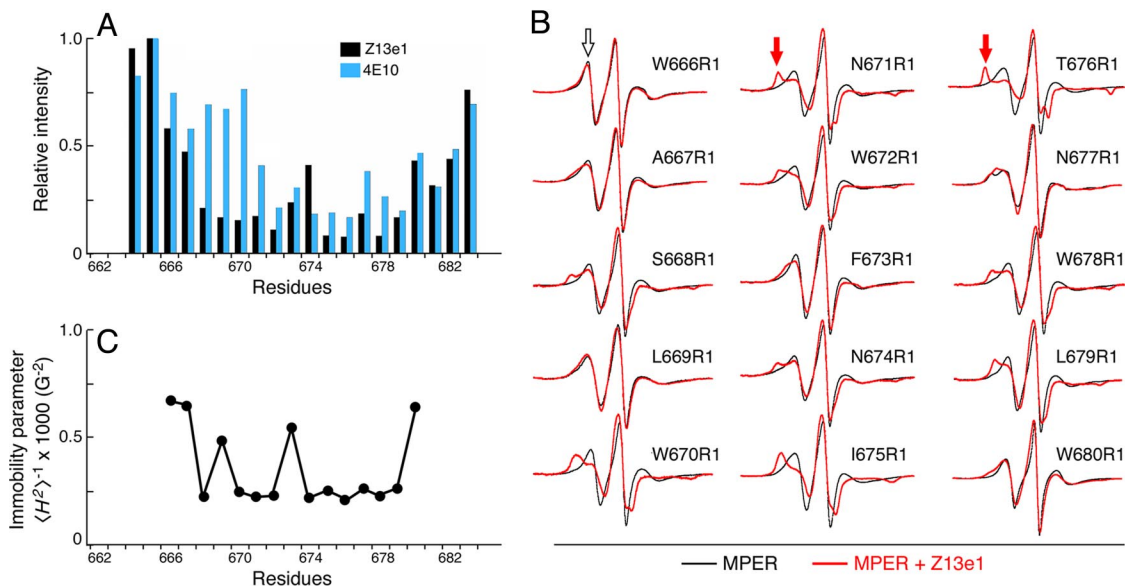 A
1.0
0.5
0
Relative intensity
Z13e1
4E10
662 666 670 674 678 682
Residues
C
1.0
0.5
0
Immobility parameter
⟨H²⟩⁻¹ x 1000 (G⁻²)
662 666 670 674 678 682
Residues
B
W666R1 N671R1 T676R1
A667R1 W672R1 N677R1
S668R1 F673R1 W678R1
L669R1 N674R1 L679R1
W670R1 I675R1 W680R1
MPER MPER + Z13e1